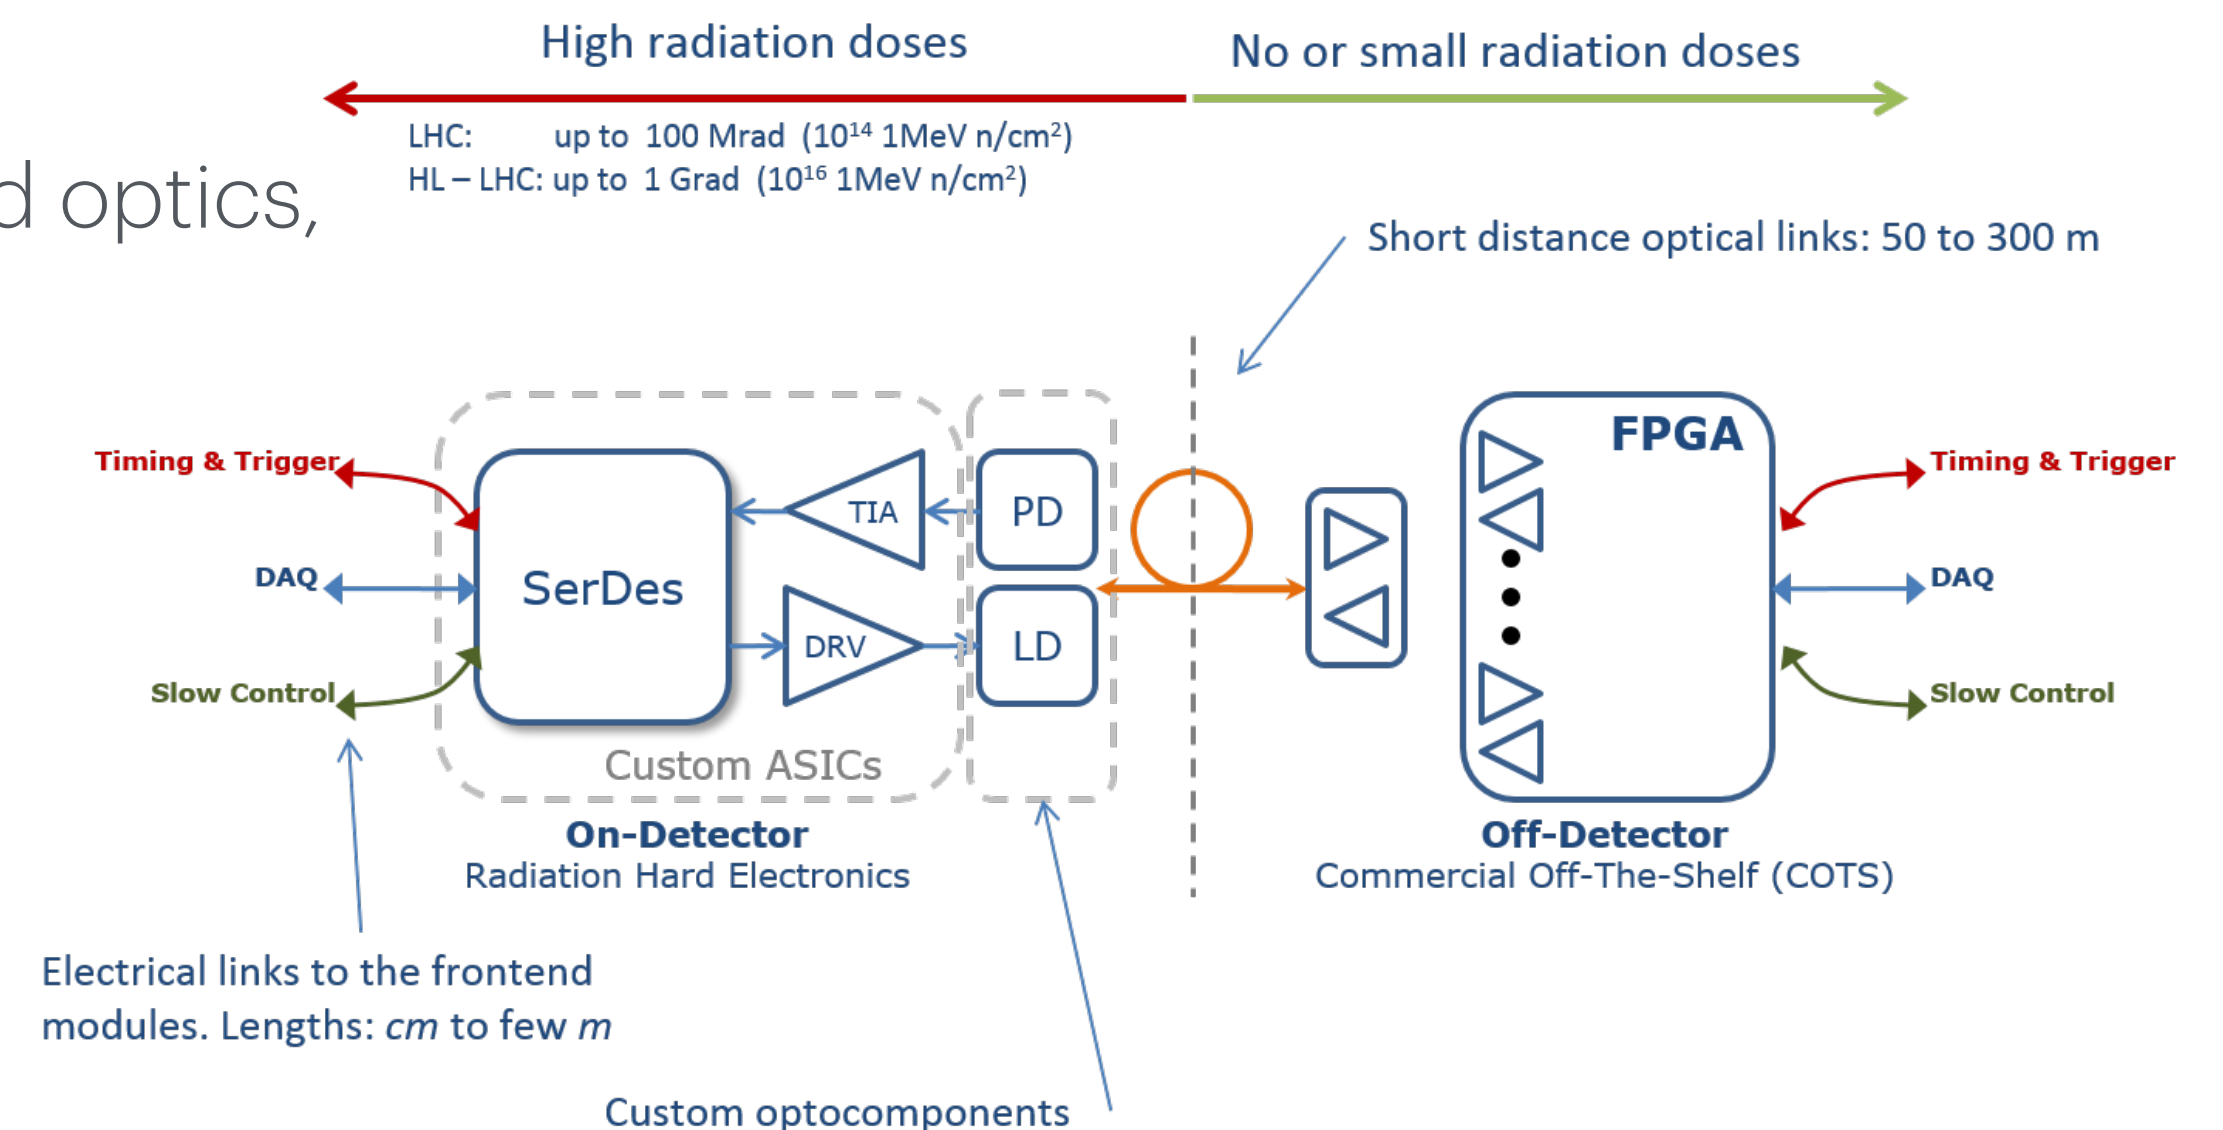 High radiation doses
No or small radiation doses
LHC: up to 100 Mrad (10¹⁴ 1MeV n/cm²)
HL – LHC: up to 1 Grad (10¹⁶ 1MeV n/cm²)
d optics,
Short distance optical links: 50 to 300 m
Timing & Trigger
DAQ
Slow Control
SerDes
TIA
DRV
PD
LD
Custom ASICs
FPGA
Timing & Trigger
DAQ
Slow Control
On-Detector
Radiation Hard Electronics
Off-Detector
Commercial Off-The-Shelf (COTS)
Electrical links to the frontend
modules. Lengths: cm to few m
Custom optocomponents